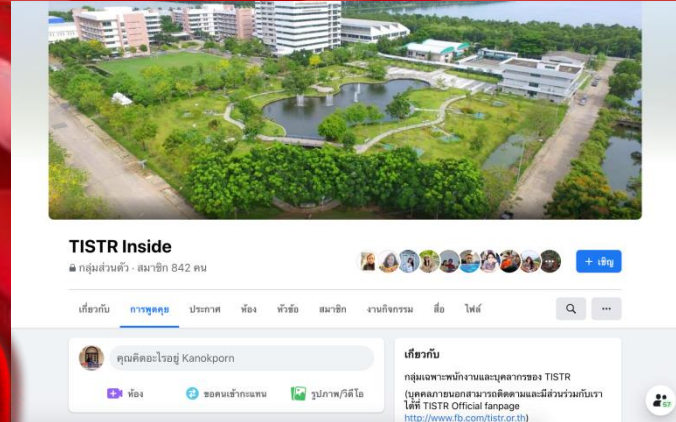 TISTR Inside
กลุ่มส่วนตัว · สมาชิก 842 คน
+ เชิญ
เกี่ยวกับ การพูดคุย ประกาศ ห้อง หัวข้อ สมาชิก งานกิจกรรม สื่อ ไฟล์
คุณคิดอะไรอยู่ Kanokporn
ห้อง ขอคนเข้ากะแทน รูปภาพ/วิดีโอ
เกี่ยวกับ
กลุ่มเฉพาะพนักงานและบุคลากรของ TISTR
(บุคคลภายนอกสามารถติดตามและมีส่วนร่วมกับเรา
ได้ที่ TISTR Official fanpage
http://www.fb.com/tistr.or.th)
57